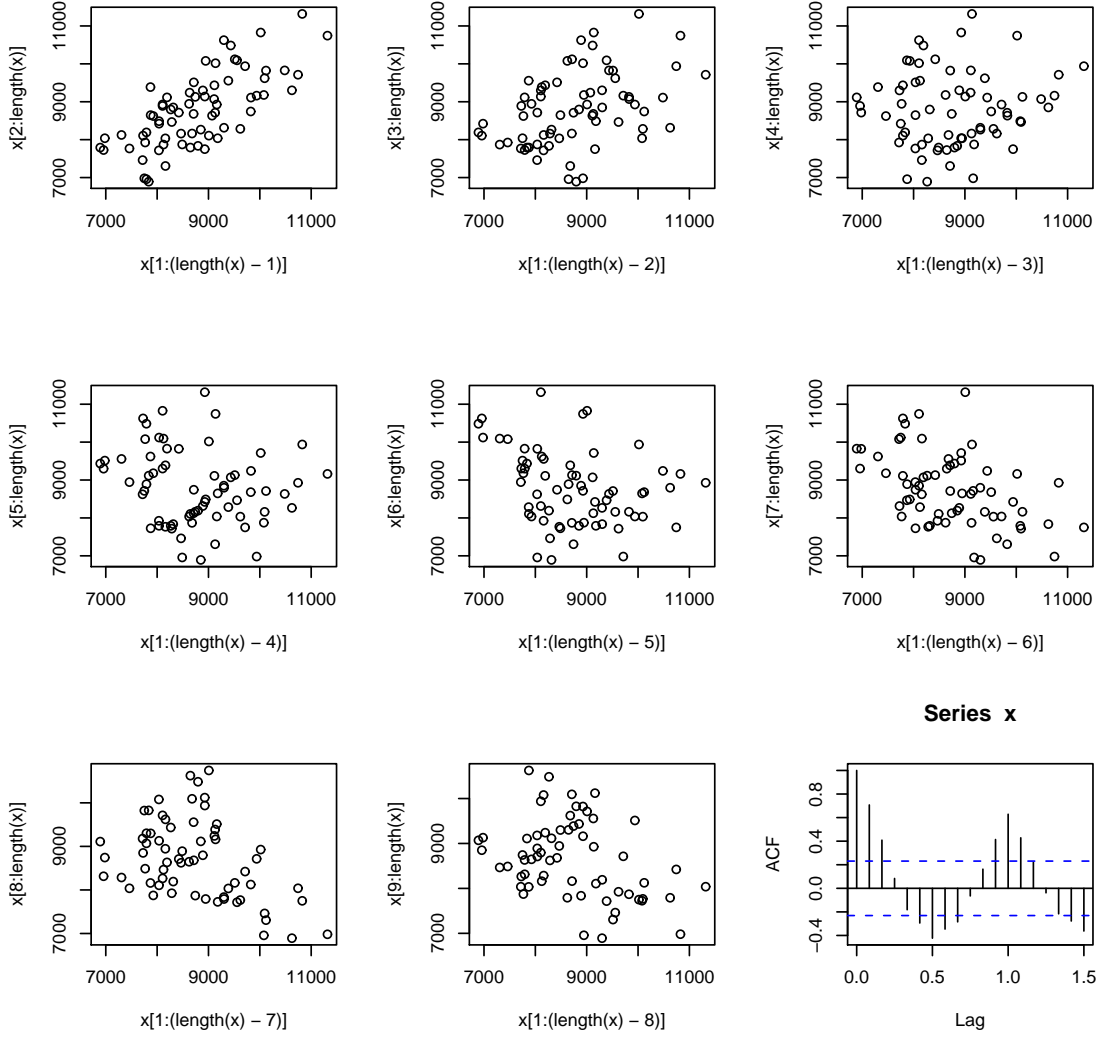 x[2:length(x)]
7000 9000 11000
7000 9000 11000
x[1:(length(x) − 1)]
x[3:length(x)]
7000 9000 11000
7000 9000 11000
x[1:(length(x) − 2)]
x[4:length(x)]
7000 9000 11000
7000 9000 11000
x[1:(length(x) − 3)]
x[5:length(x)]
7000 9000 11000
7000 9000 11000
x[1:(length(x) − 4)]
x[6:length(x)]
7000 9000 11000
7000 9000 11000
x[1:(length(x) − 5)]
x[7:length(x)]
7000 9000 11000
7000 9000 11000
x[1:(length(x) − 6)]
x[8:length(x)]
7000 9000
7000 9000 11000
x[1:(length(x) − 7)]
x[9:length(x)]
7000 9000
7000 9000 11000
x[1:(length(x) − 8)]
Series x
ACF
−0.4 0.0 0.4 0.8
0.0 0.5 1.0 1.5
Lag